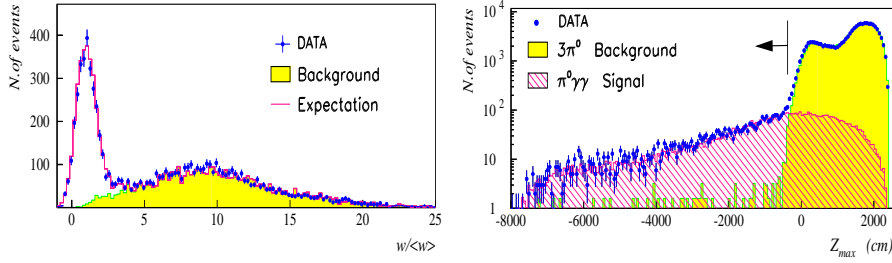 N.of events
400
300
200
100
0
5
10
15
20
25
w/<w>
DATA
Background
Expectation
N.of events
10^4
10^3
10^2
10
1
-8000
-6000
-4000
-2000
0
2000
Z_max (cm)
DATA
3π⁰ Background
π⁰γγ Signal